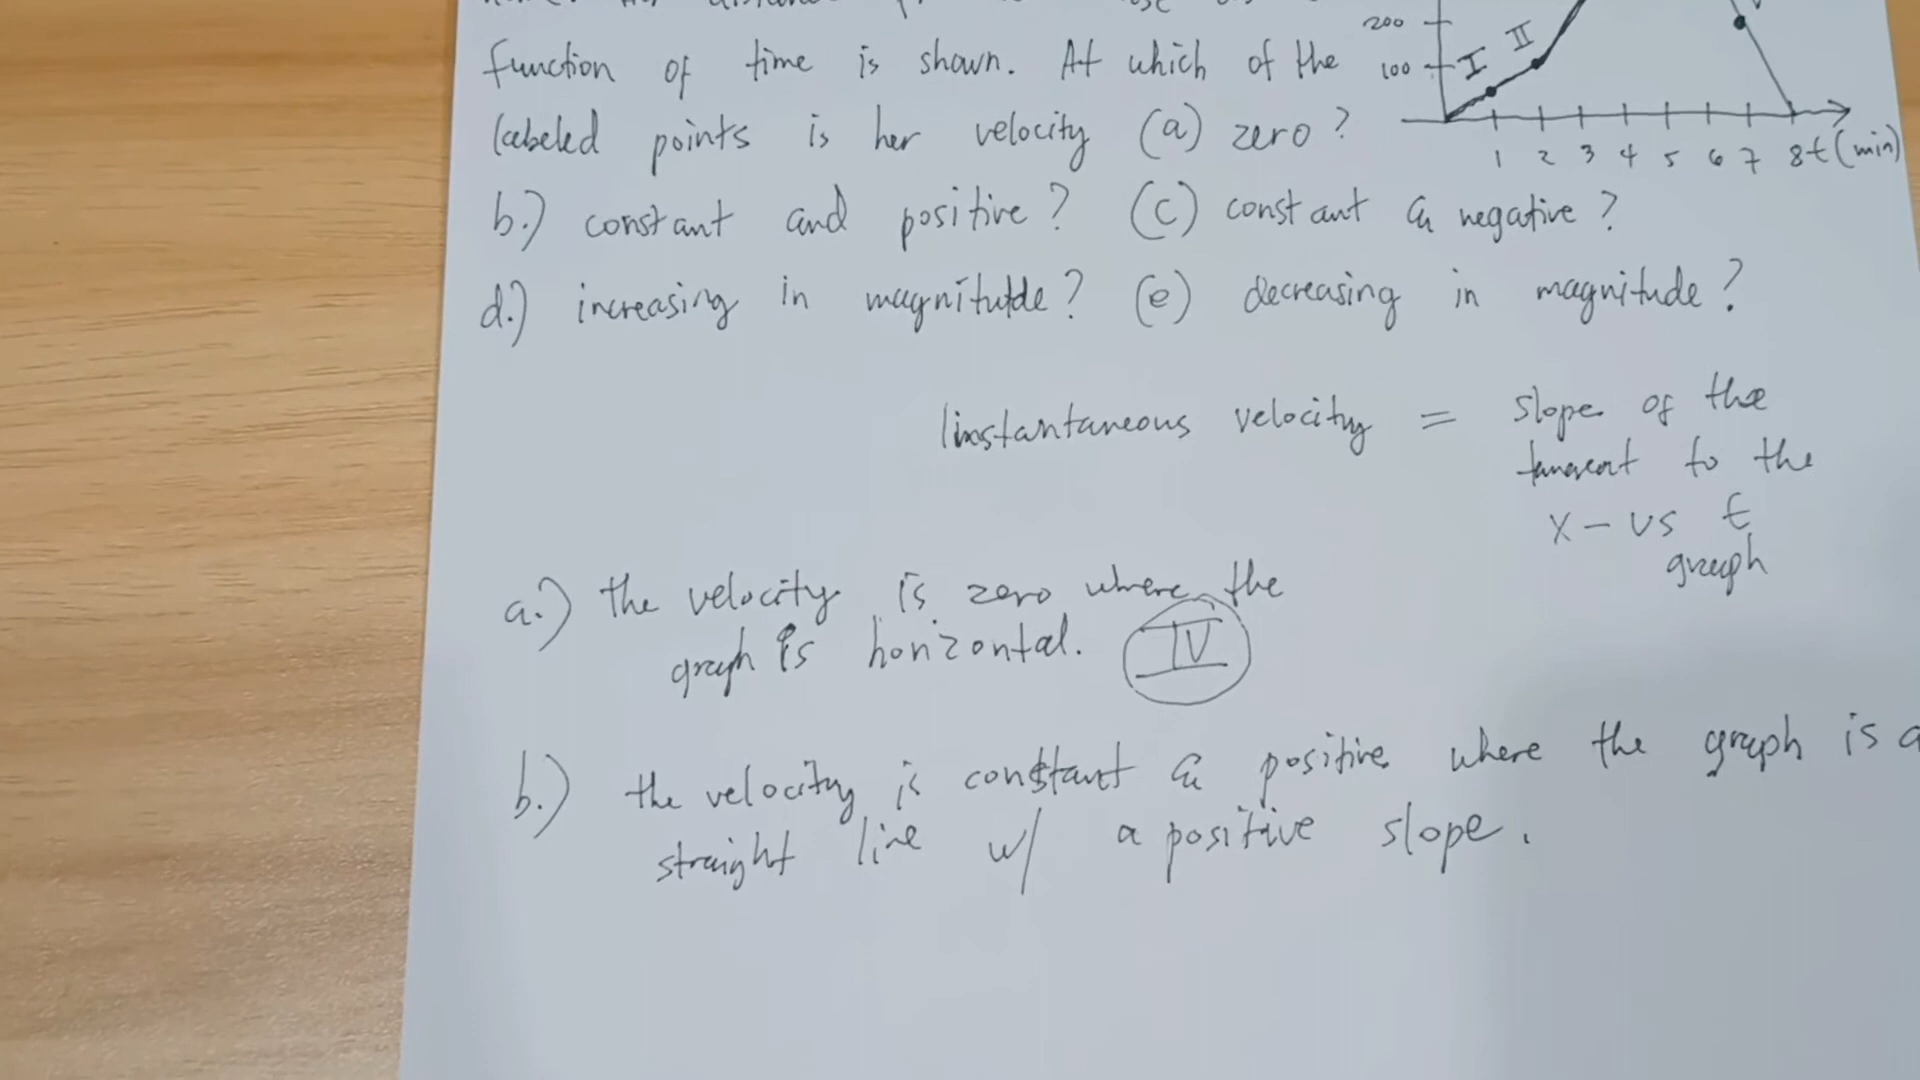 function of time is shown. At which of the
labeled points is her velocity (a) zero?
b.) constant and positive? (c) constant & negative?
d.) increasing in magnitutde? (e) decreasing in magnitude?
200
100
I
II
1 2 3 4 5 6 7 8 t (min)
instantaneous velocity = slope of the
tangent to the
x - vs t
graph
a.) the velocity is zero where the
graph is horizontal. IV
b.) the velocity is constant & positive where the graph is a
straight line w/ a positive slope.